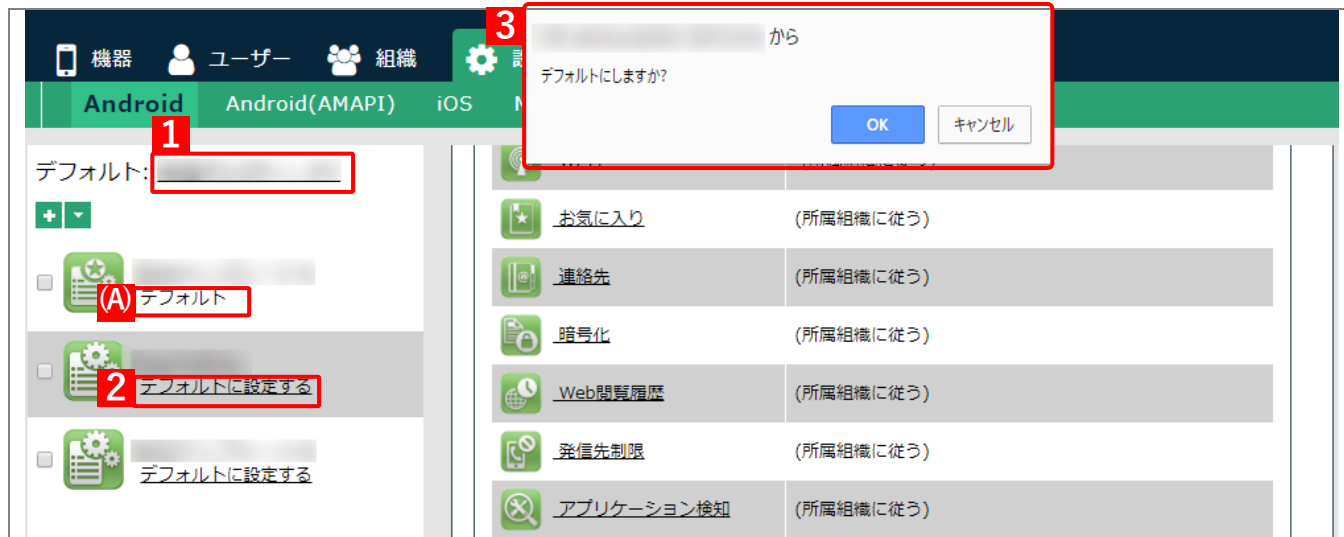 3
から
機器 ユーザー 組織
デフォルトにしますか?
Android Android(AMAPI) iOS
OK キャンセル
1
デフォルト:
お気に入り (所属組織に従う)
連絡先 (所属組織に従う)
(A) デフォルト
暗号化 (所属組織に従う)
2 デフォルトに設定する
Web閲覧履歴 (所属組織に従う)
発信先制限 (所属組織に従う)
デフォルトに設定する
アプリケーション検知 (所属組織に従う)